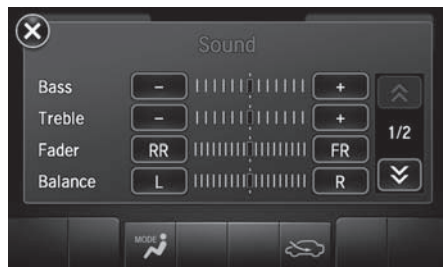 Sound
Bass - +
Treble - +
Fader RR FR
1/2
Balance L R
MODE